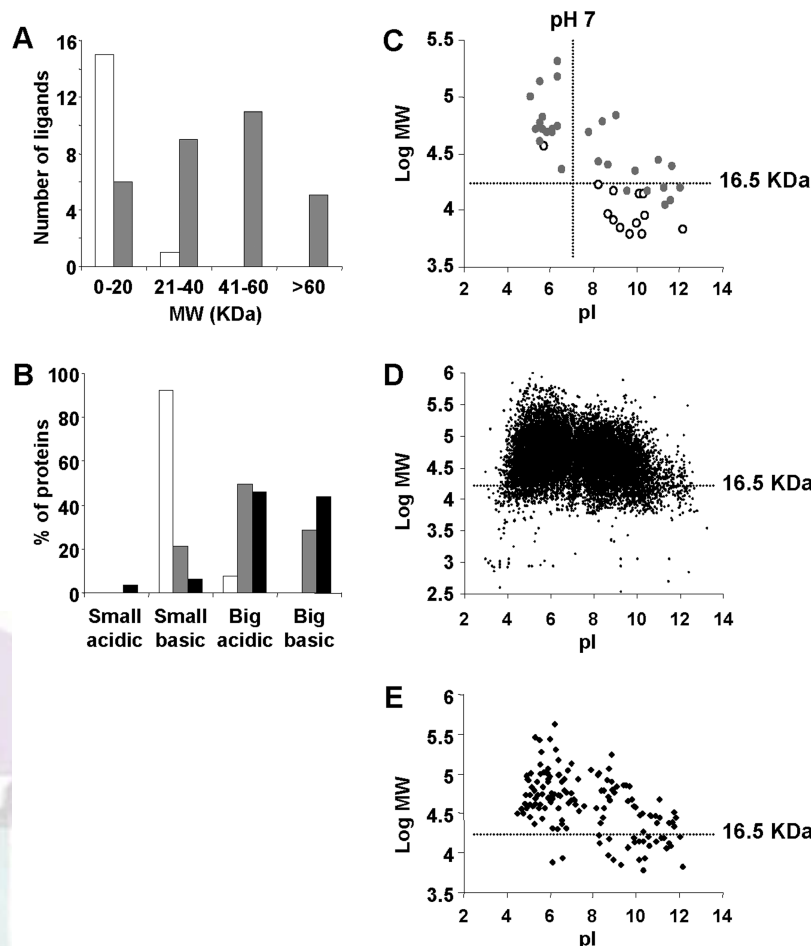 A
16
12
8
4
0
Number of ligands
0-20 21-40 41-60 >60
MW (KDa)
B
100
80
60
40
20
0
% of proteins
Small acidic
Small basic
Big acidic
Big basic
C
pH 7
5.5
5
4.5
4
3.5
Log MW
16.5 KDa
2 4 6 8 10 12 14
pI
D
6
5.5
5
4.5
4
3.5
3
2.5
Log MW
16.5 KDa
2 4 6 8 10 12 14
pI
E
6
5.5
5
4.5
4
3.5
Log MW
16.5 KDa
2 4 6 8 10 12 14
pI